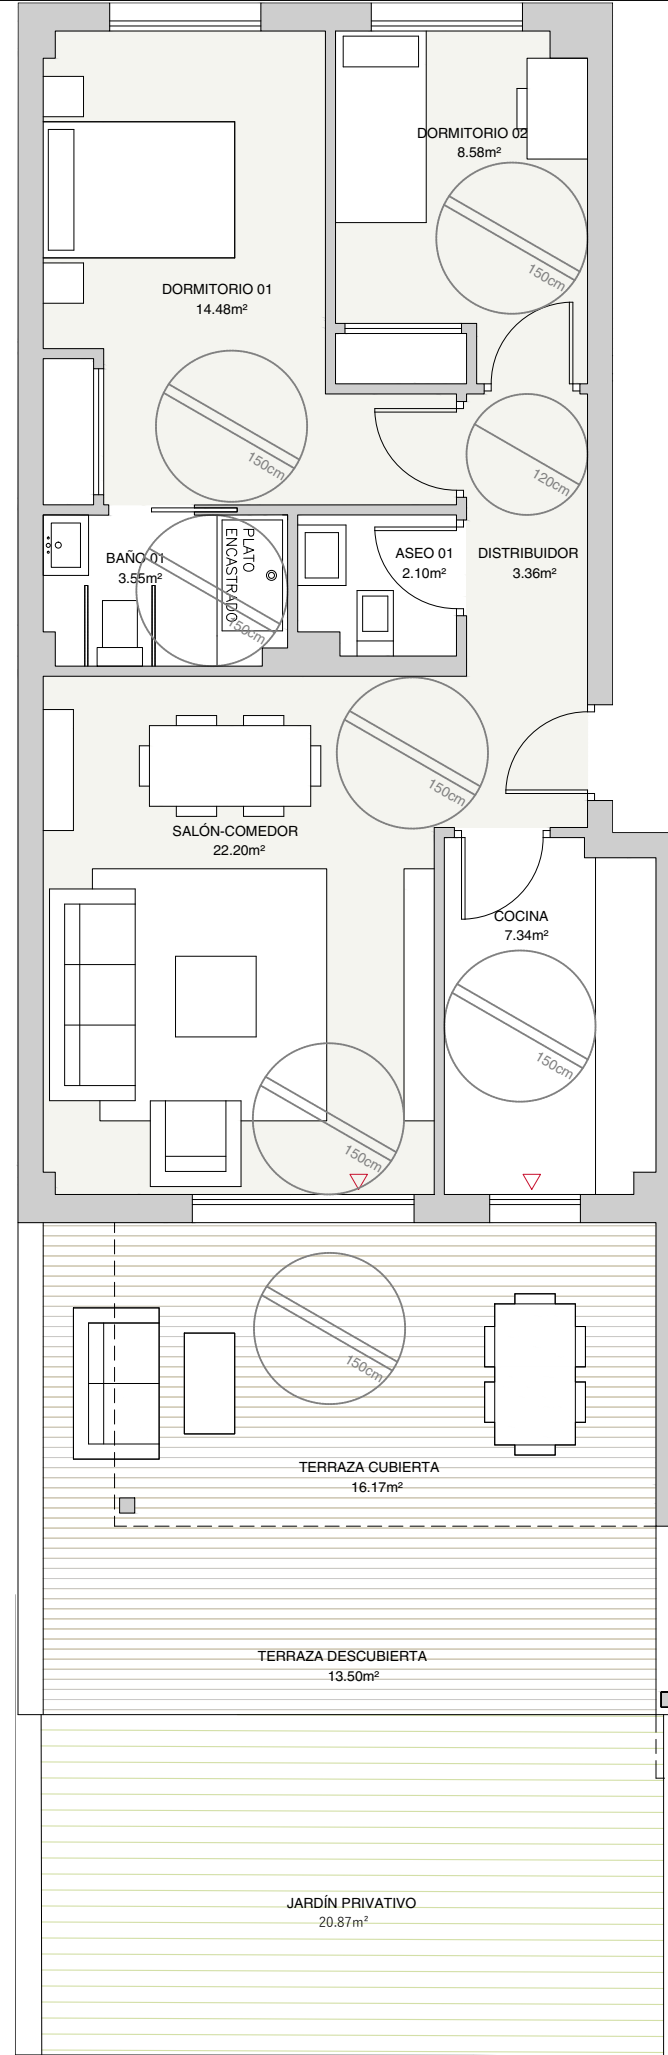 DORMITORIO 02
8.58m²
150cm
DORMITORIO 01
14.48m²
150cm
120cm
BAÑO 01
3.55m²
PLATO
ENCASTRADO
150cm
ASEO 01
2.10m²
DISTRIBUIDOR
3.36m²
150cm
SALÓN-COMEDOR
22.20m²
COCINA
7.34m²
150cm
150cm
150cm
TERRAZA CUBIERTA
16.17m²
TERRAZA DESCUBIERTA
13.50m²
JARDÍN PRIVATIVO
20.87m²